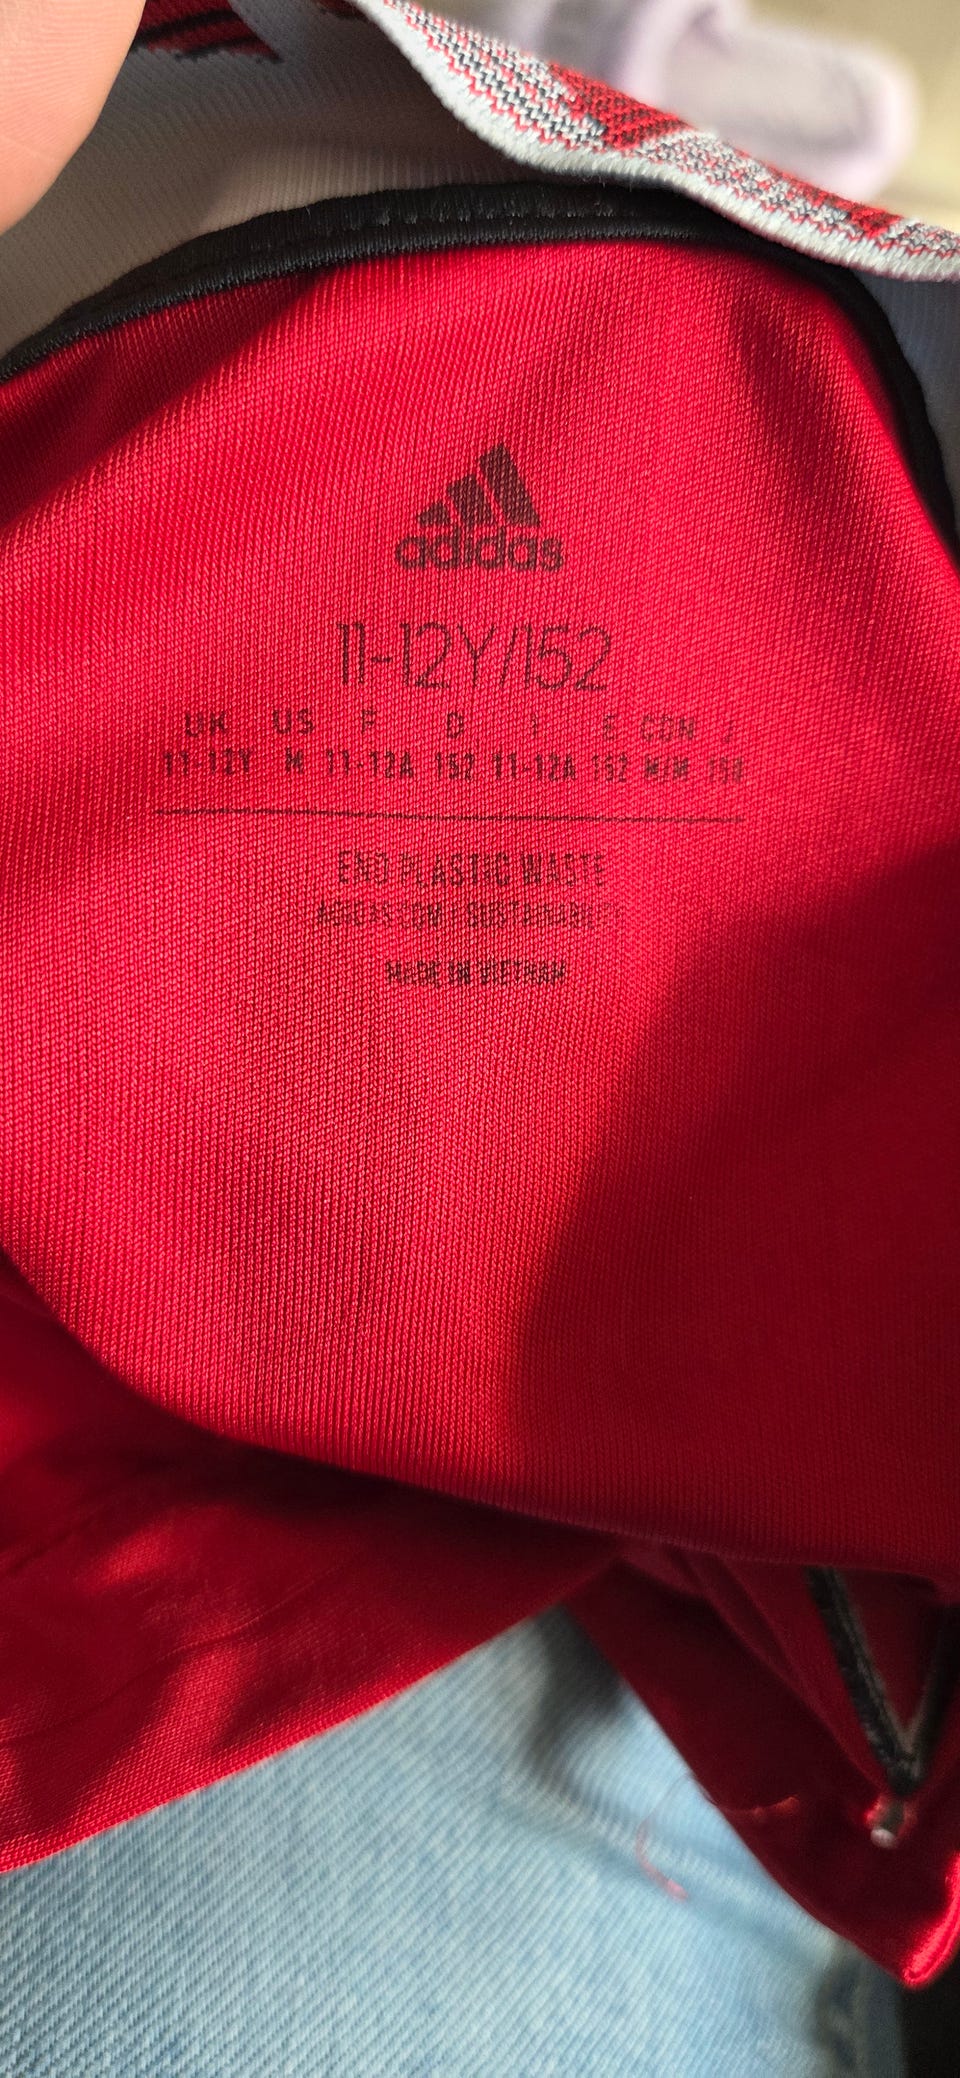 adidas
11-12Y/152
UK US F D I E CDN J
11-12Y M 11-12A 152 11-12A 152 M/M
END PLASTIC WASTE
MADE IN VIETNAM